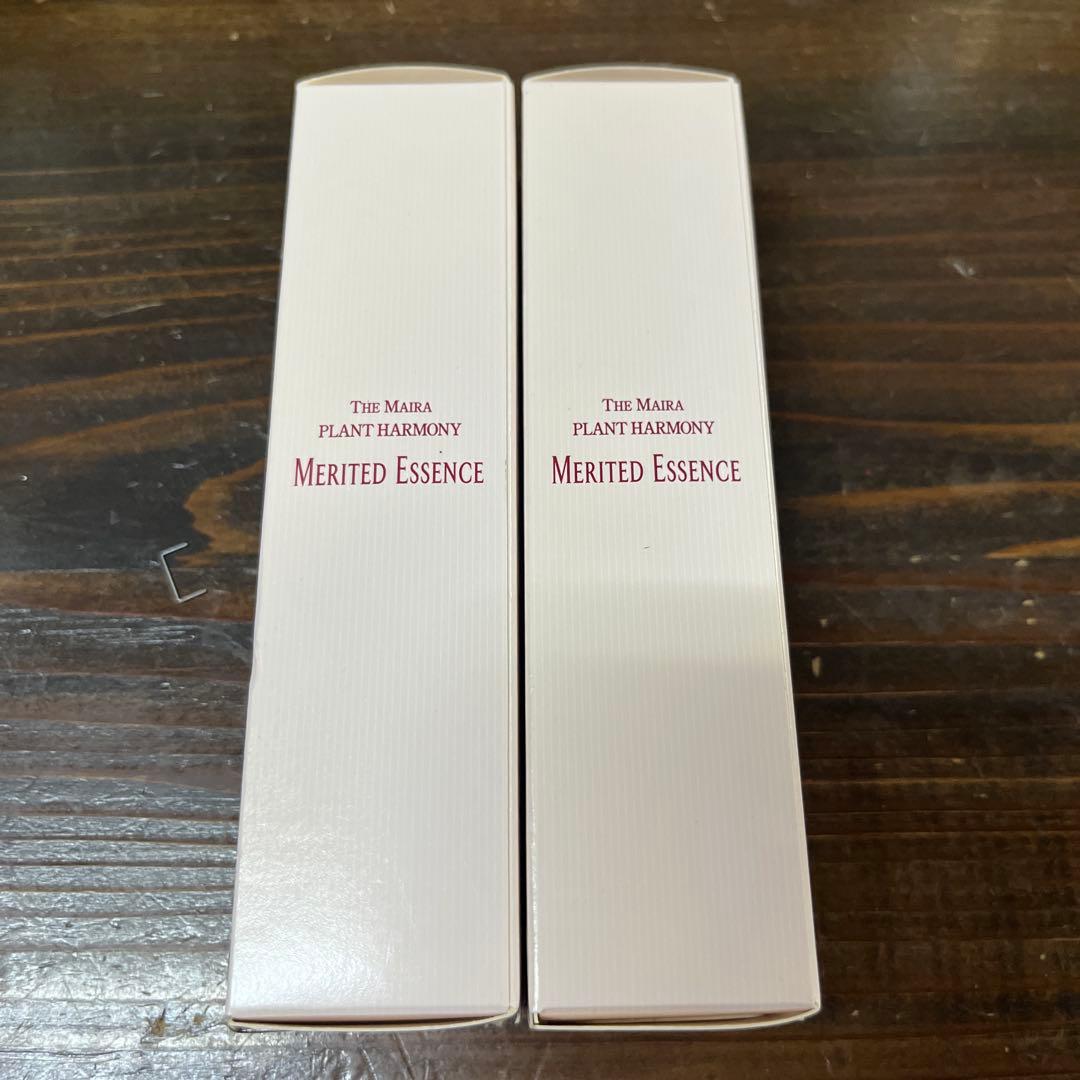 THE MAIRA
PLANT HARMONY
MERITED ESSENCE
THE MAIRA
PLANT HARMONY
MERITED ESSENCE